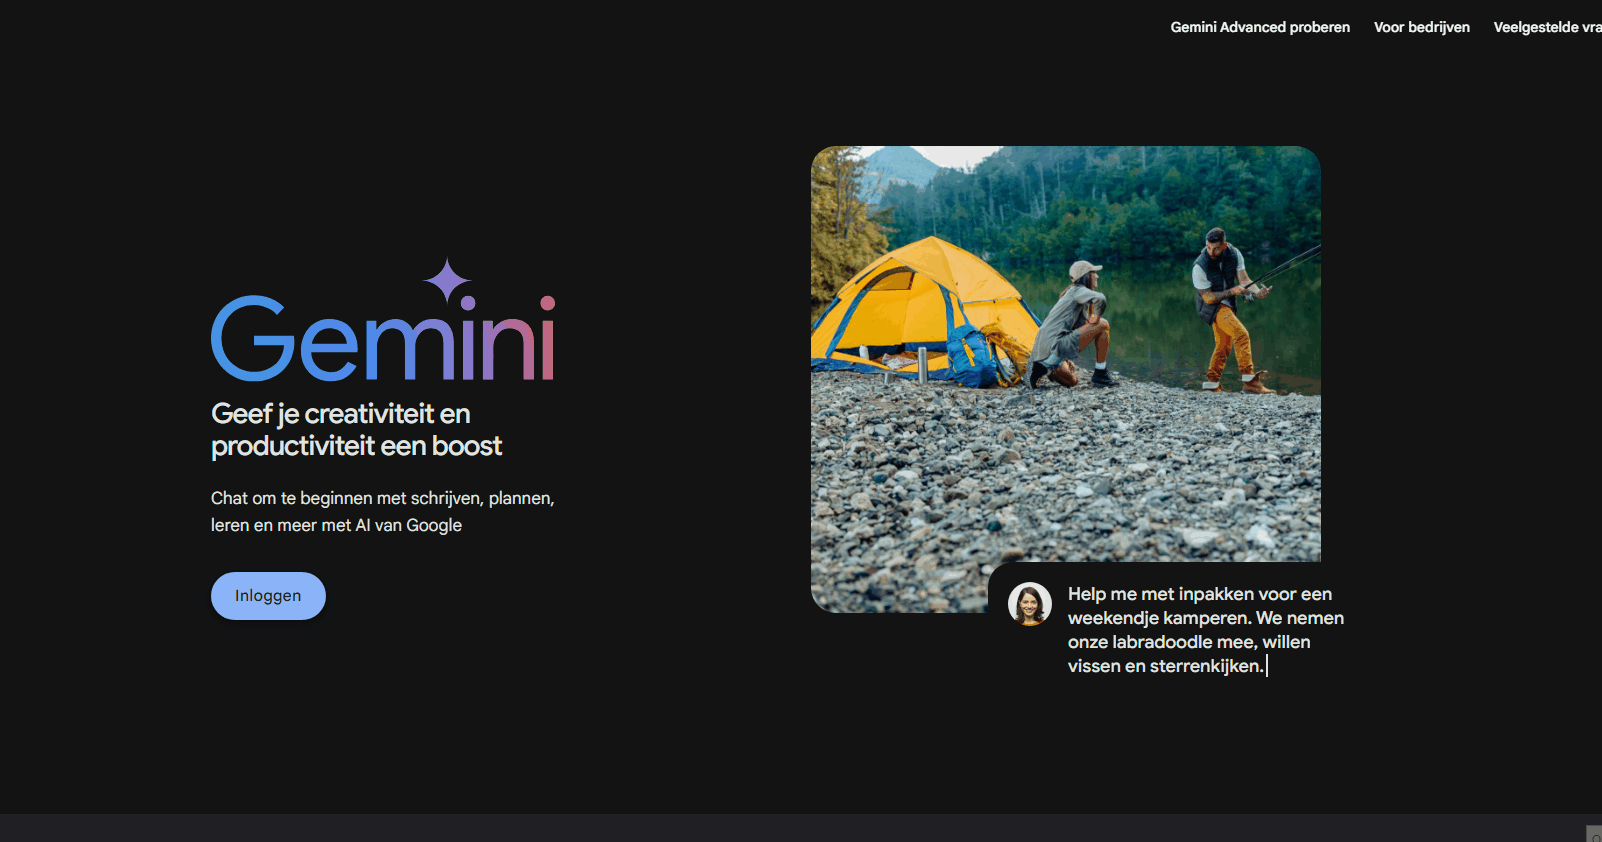 Gemini Advanced proberen
Voor bedrijven
Veelgestelde
Gemini
Geef je creativiteit en
productiviteit een boost
Chat om te beginnen met schrijven, plannen,
leren en meer met AI van Google
Inloggen
Help me met inpakken voor een
weekendje kamperen. We nemen
onze labradoodle mee, willen
vissen en sterrenkijken.